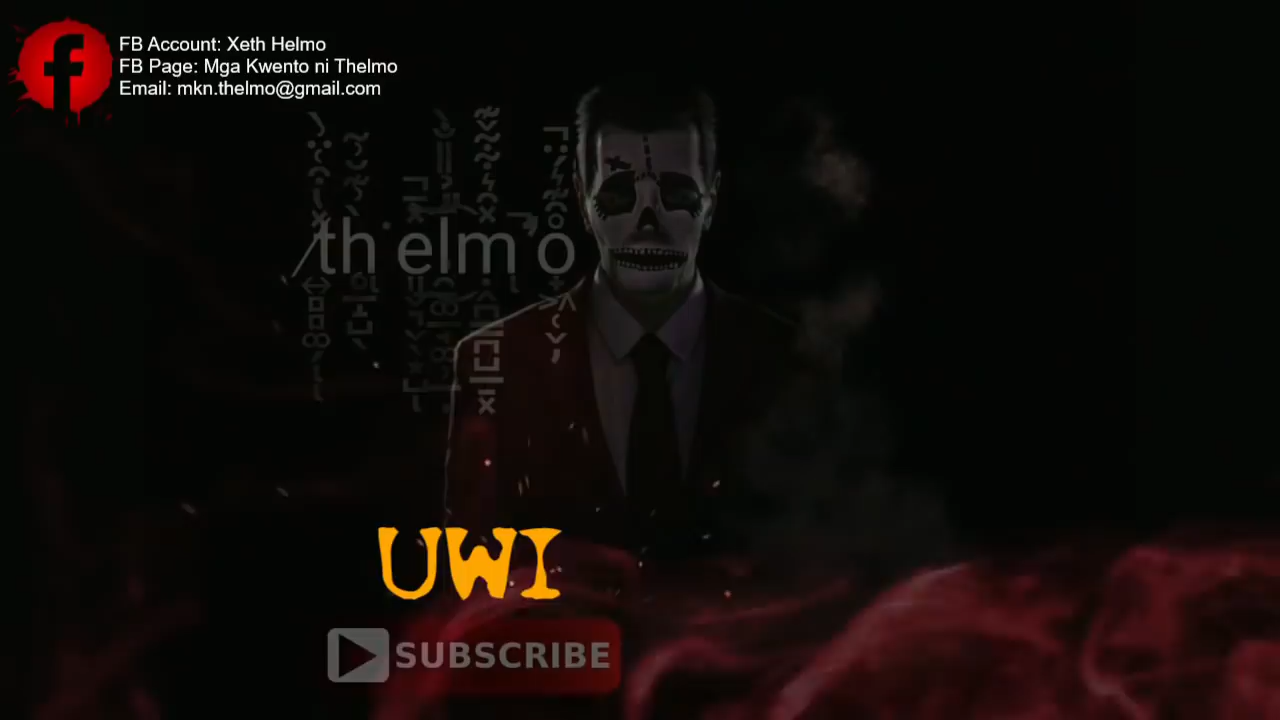 FB Account: Xeth Helmo
FB Page: Mga Kwento ni Thelmo
Email: mkn.thelmo@gmail.com
thelmo
UWI
SUBSCRIBE